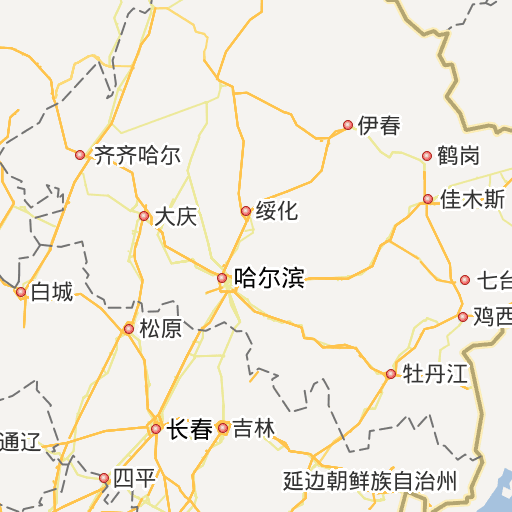 伊春
齐齐哈尔
鹤岗
佳木斯
大庆
绥化
哈尔滨
七台
白城
鸡西
松原
牡丹江
长春
吉林
通辽
四平
延边朝鲜族自治州